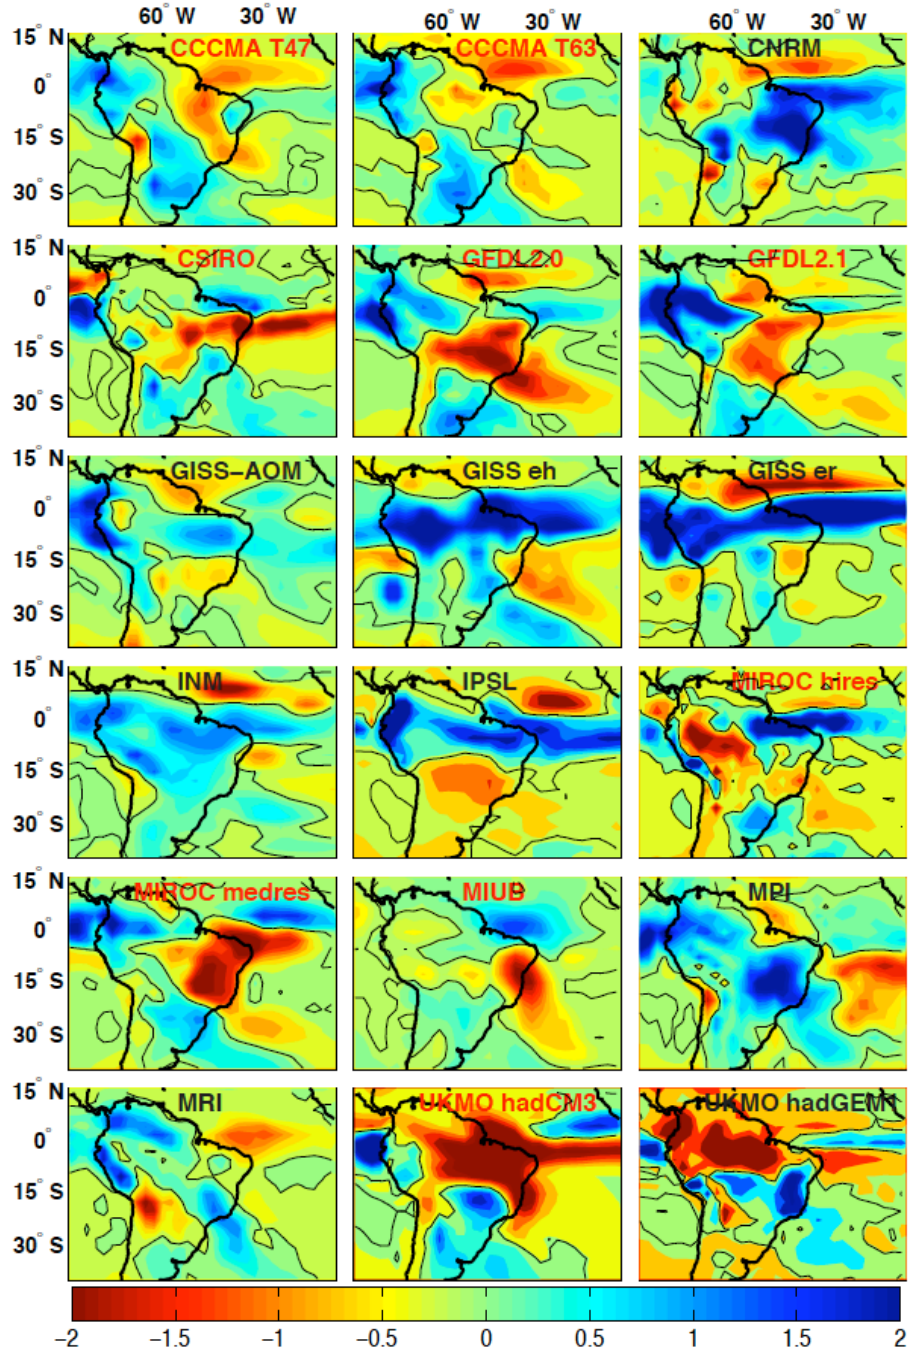 60° W 30° W 60° W 30° W 60° W 30° W
15° N CCCMA T47 CCCMA T63 CNRM
0°
15° S
30° S
15° N CSIRO GFDL2.0 GFDL2.1
0°
15° S
30° S
15° N GISS−AOM GISS eh GISS er
0°
15° S
30° S
15° N INM IPSL MIROC hires
0°
15° S
30° S
15° N MIROC medres MIUB MPI
0°
15° S
30° S
15° N MRI UKMO hadCM3 UKMO hadGEM1
0°
15° S
30° S
−2 −1.5 −1 −0.5 0 0.5 1 1.5 2